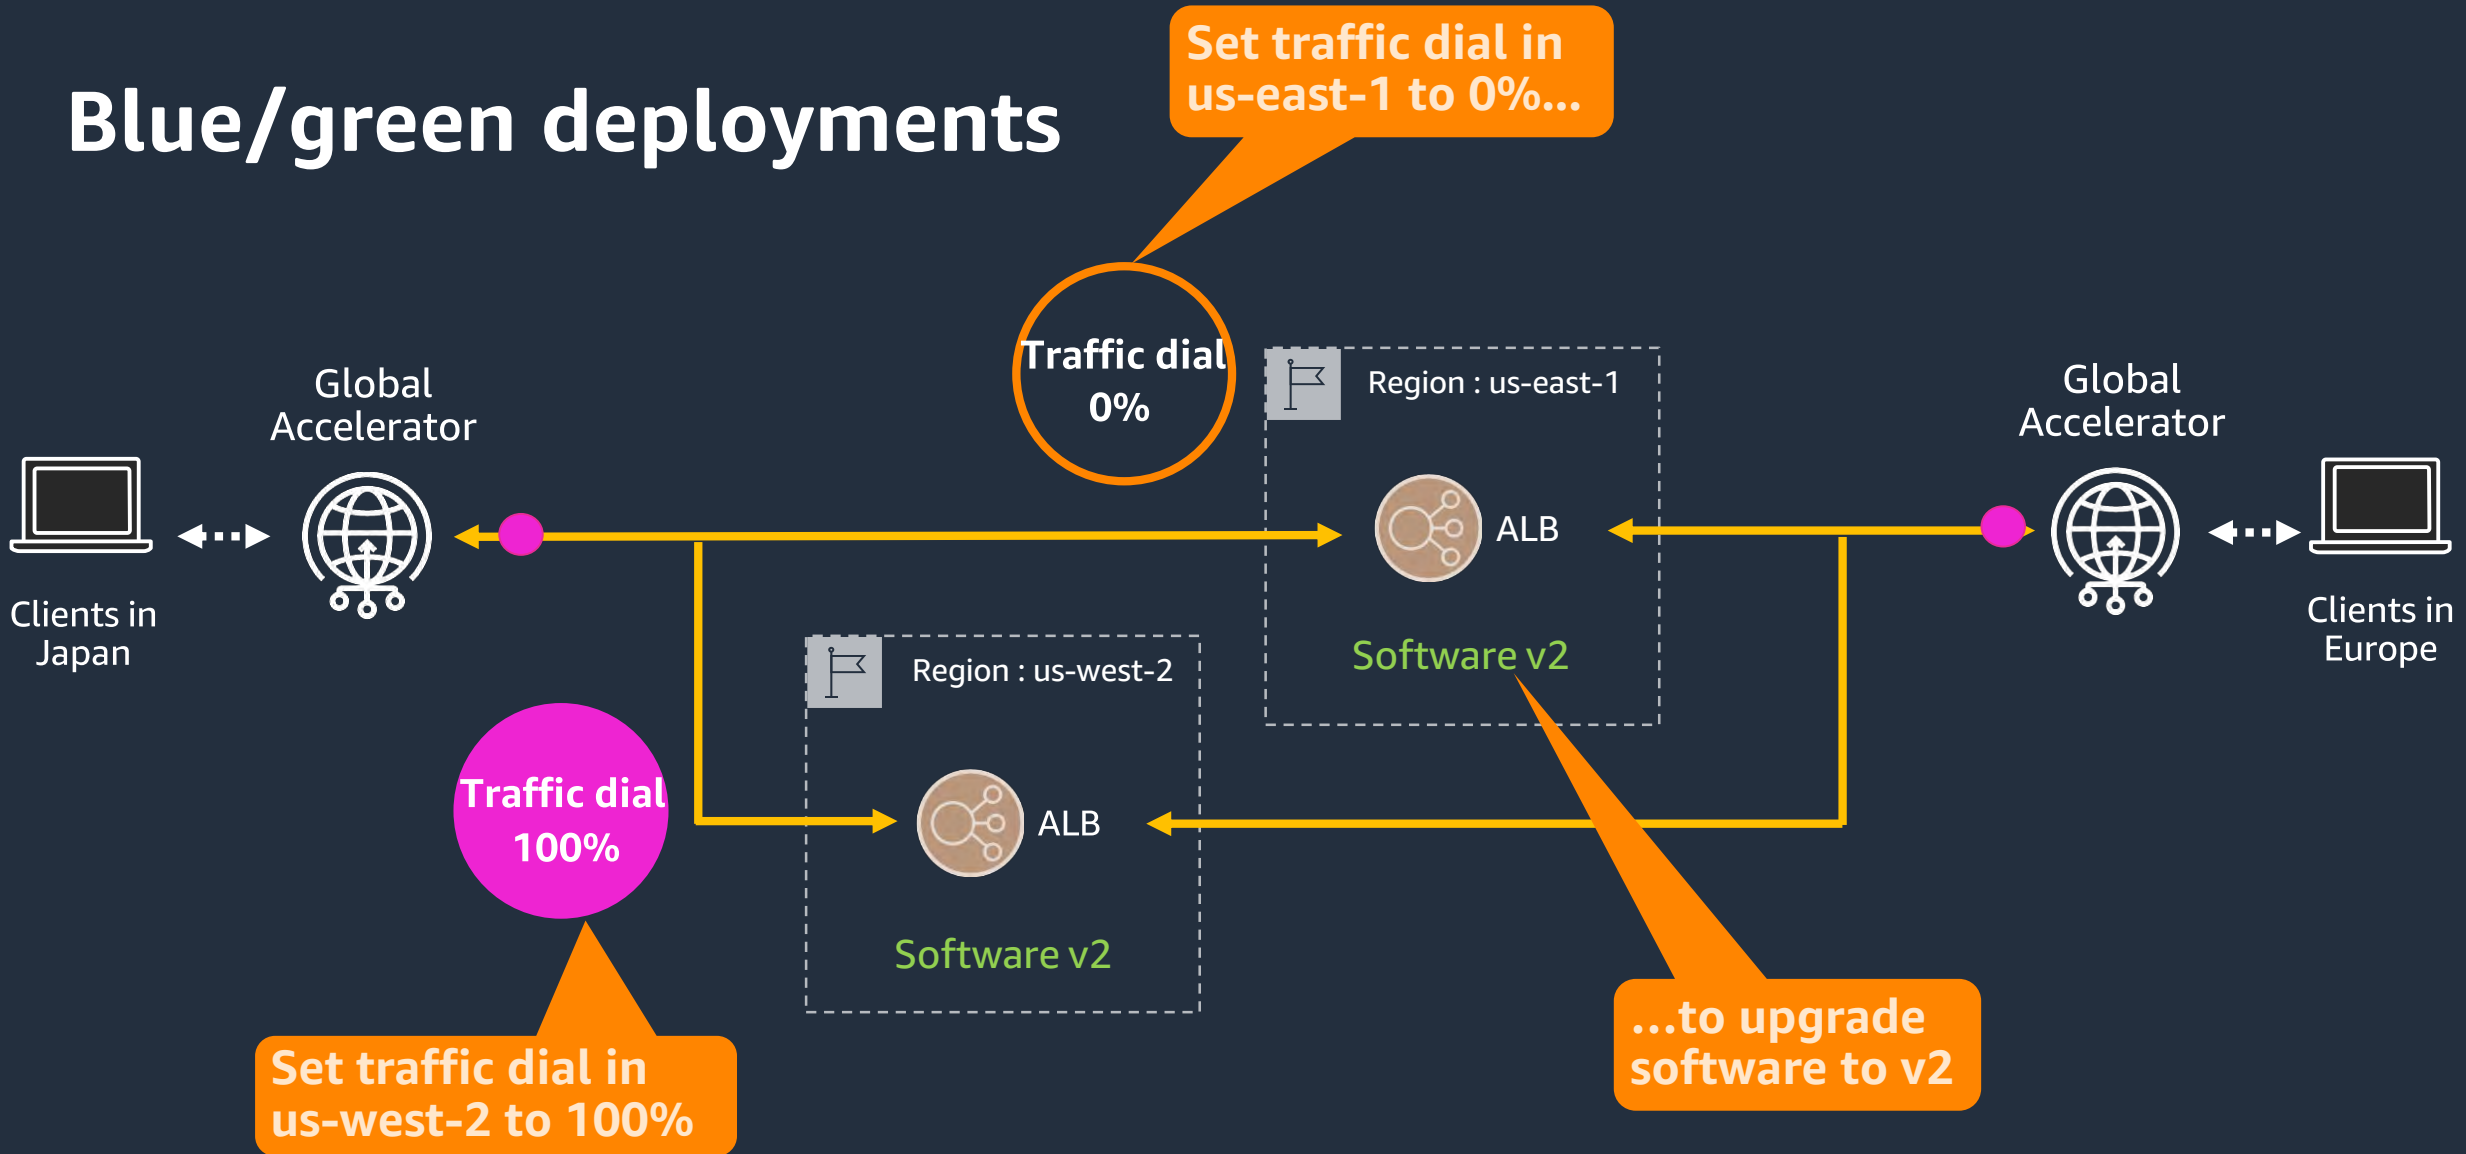 Set traffic dial in
us-east-1 to 0%...
Blue/green deployments
Traffic dial
0%
Region : us-east-1
Global
Accelerator
Global
Accelerator
ALB
Clients in
Japan
Clients in
Europe
Software v2
Region : us-west-2
Traffic dial
100%
ALB
Software v2
...to upgrade
software to v2
Set traffic dial in
us-west-2 to 100%